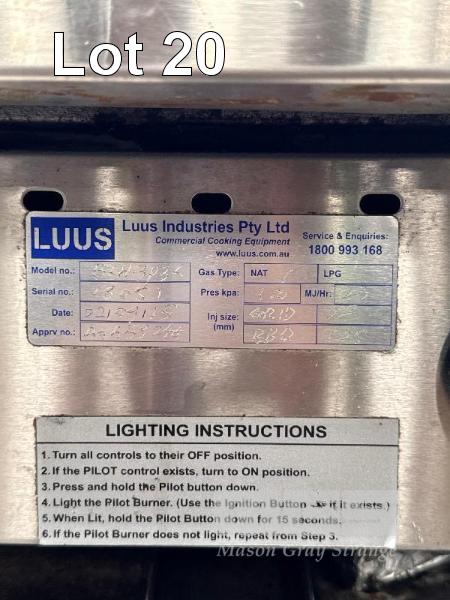 Lot 20
LUUS
Luus Industries Pty Ltd
Commercial Cooking Equipment
www.luus.com.au
Service & Enquiries:
1800 993 168
Model no.: Gas Type: NAT LPG
Serial no.: Pres kpa: MJ/Hr:
Date: Inj size:
(mm)
Apprv no.:
LIGHTING INSTRUCTIONS
1. Turn all controls to their OFF position.
2. If the PILOT control exists, turn to ON position.
3. Press and hold the Pilot button down.
4. Light the Pilot Burner. (Use the Ignition Button if it exists.)
5. When Lit, hold the Pilot Button down for 15 seconds.
6. If the Pilot Burner does not light, repeat from Step 3.
Mason Gray Strange